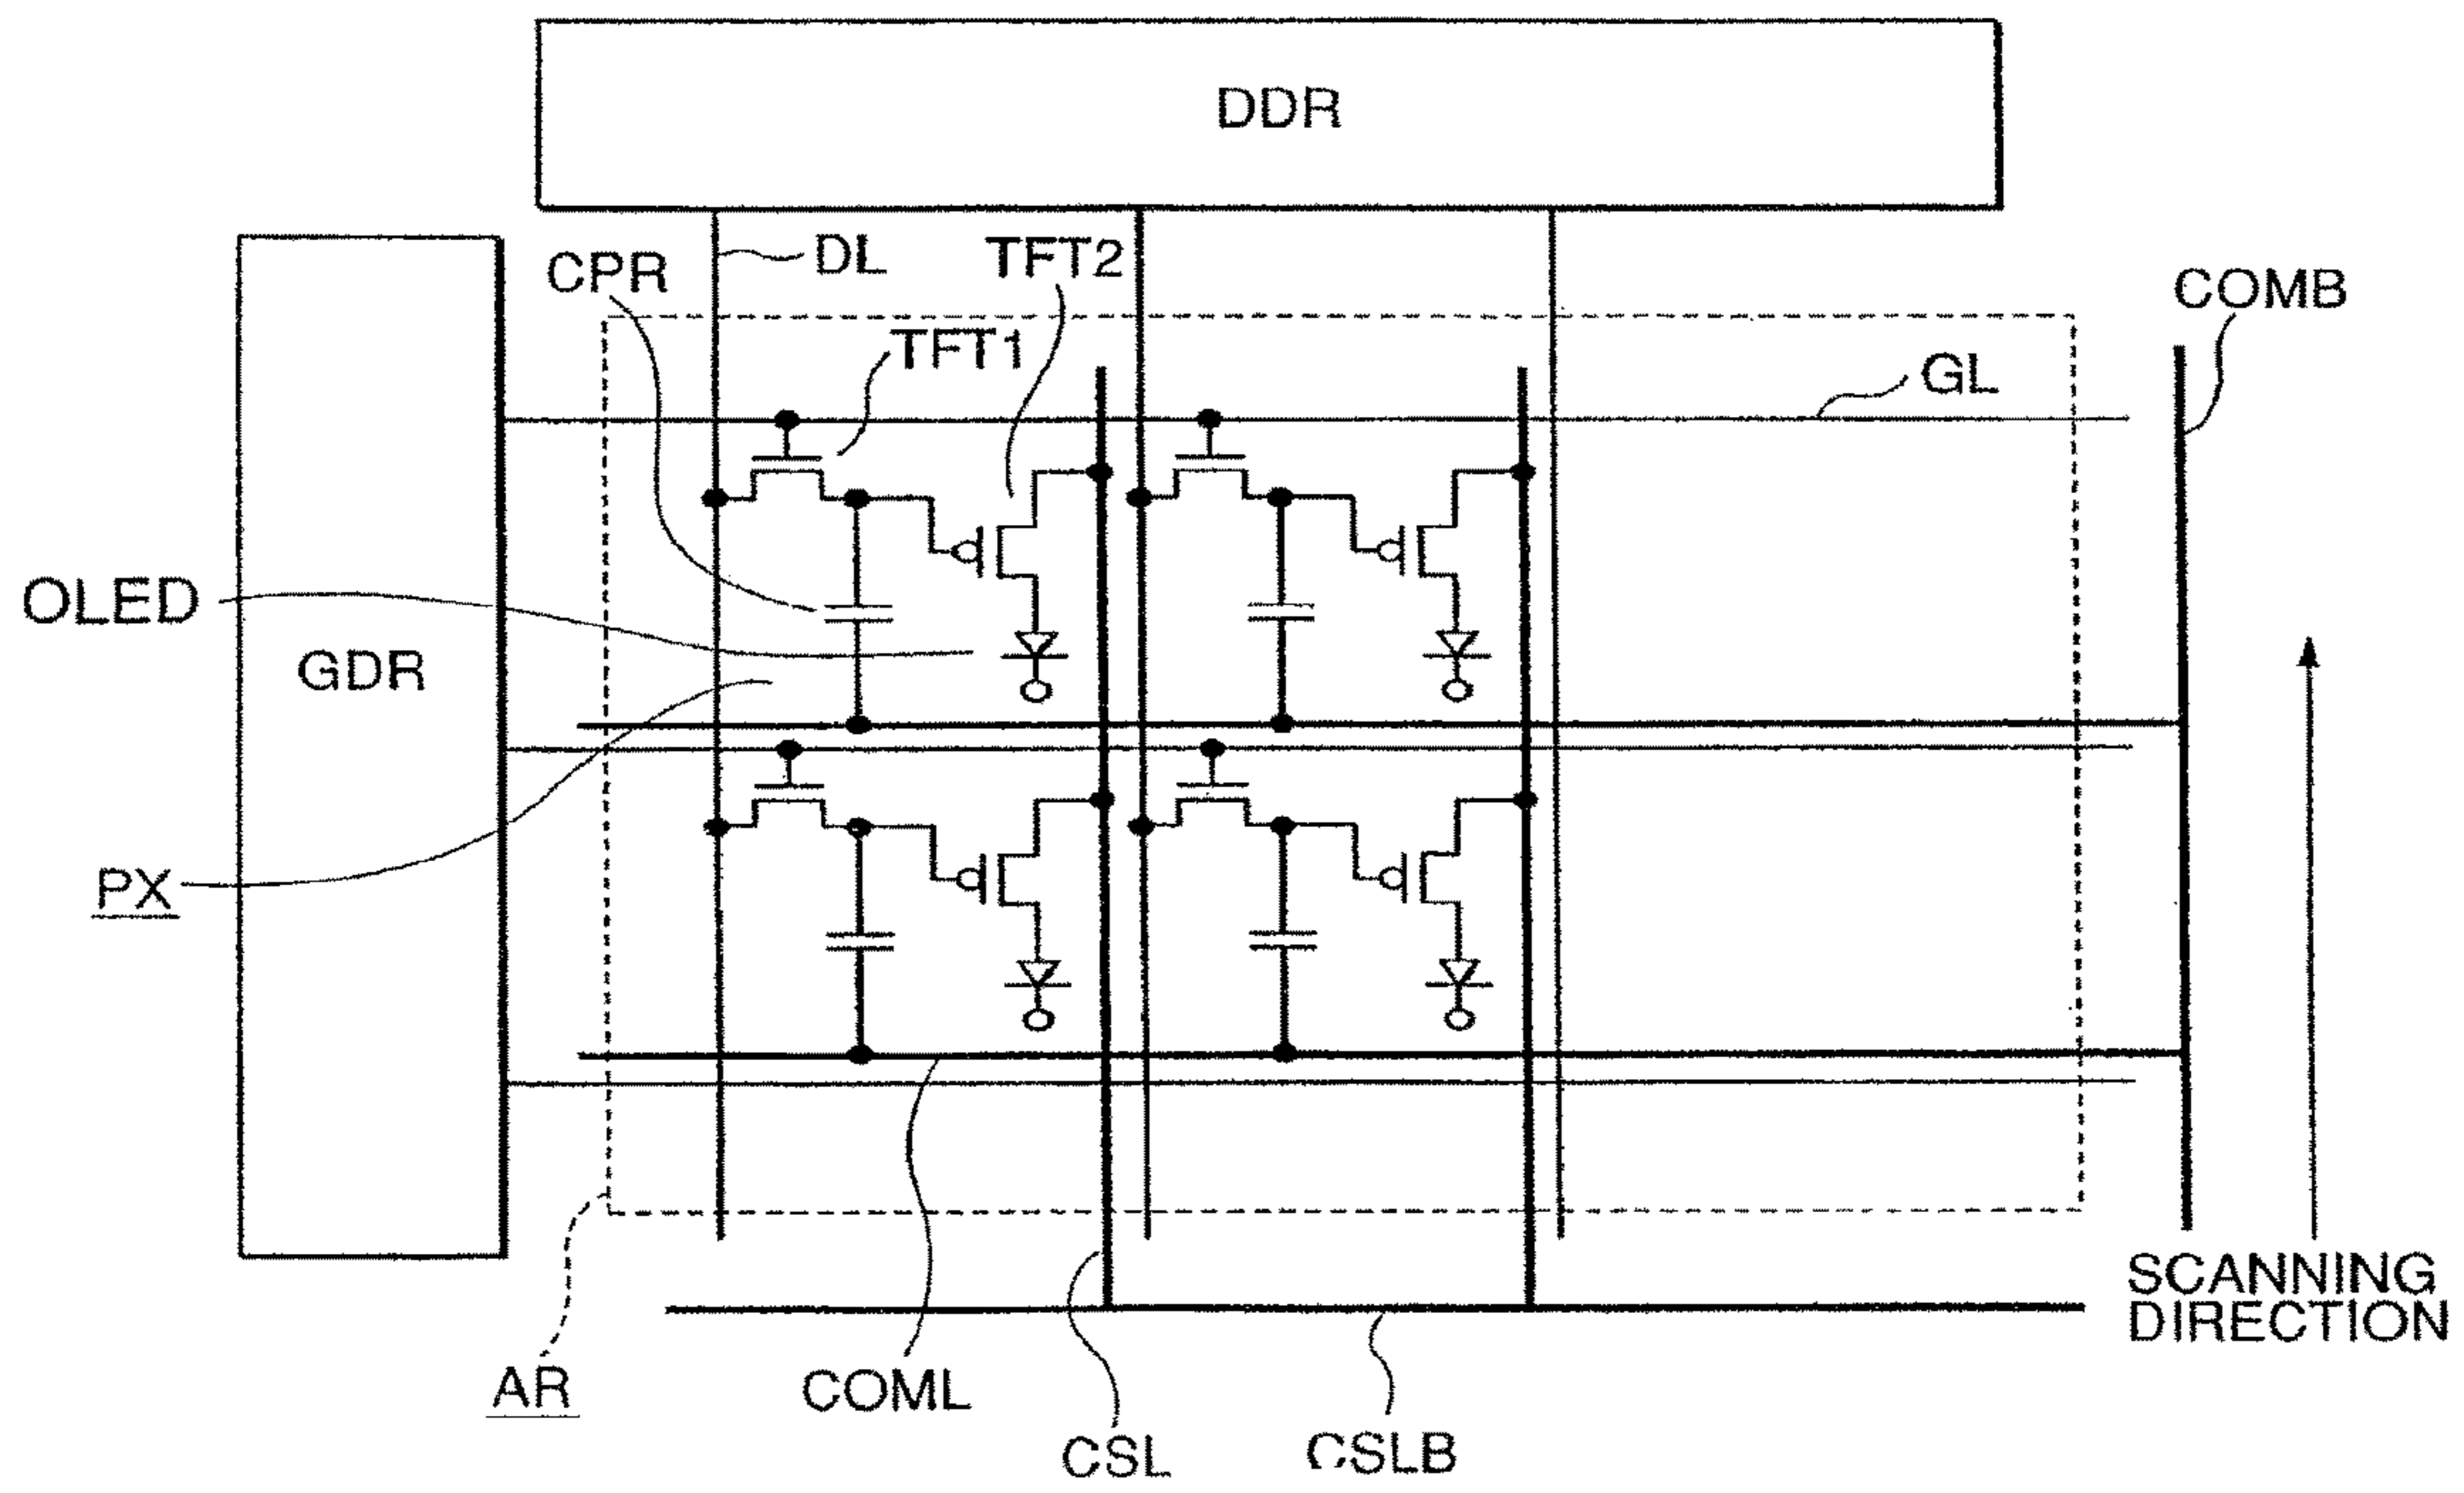 DDR
CPR
DL
TFT2
COMB
TFT1
GL
OLED
GDR
PX
SCANNING
DIRECTION
AR
COML
CSL
CSLB